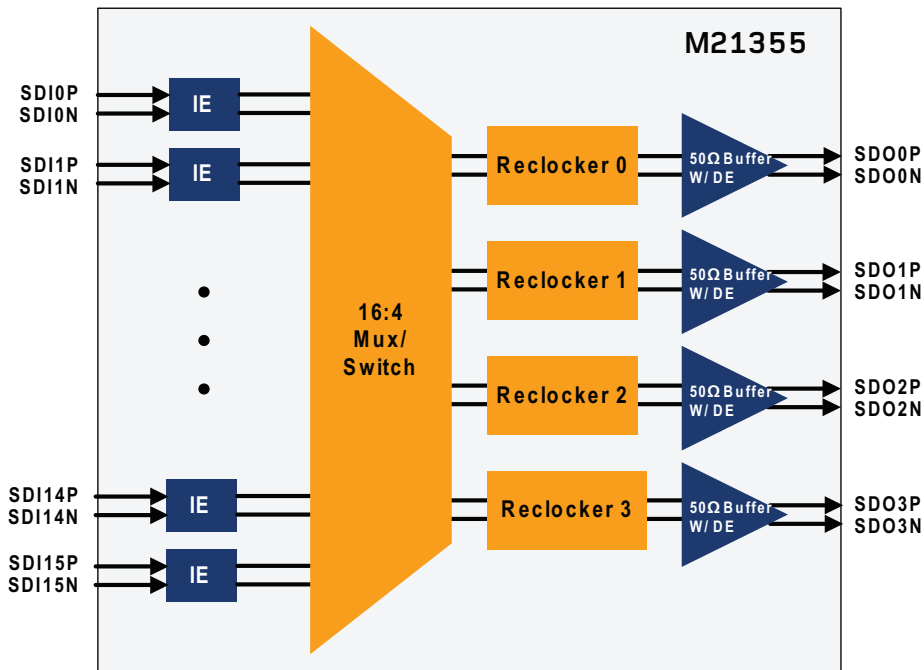 M21355
SDI0P
SDI0N
IE
SDI1P
SDI1N
IE
SDI14P
SDI14N
IE
SDI15P
SDI15N
IE
16:4
Mux/
Switch
Reclocker 0
50Ω Buffer
W/ DE
SDO0P
SDO0N
Reclocker 1
50Ω Buffer
W/ DE
SDO1P
SDO1N
Reclocker 2
50Ω Buffer
W/ DE
SDO2P
SDO2N
Reclocker 3
50Ω Buffer
W/ DE
SDO3P
SDO3N